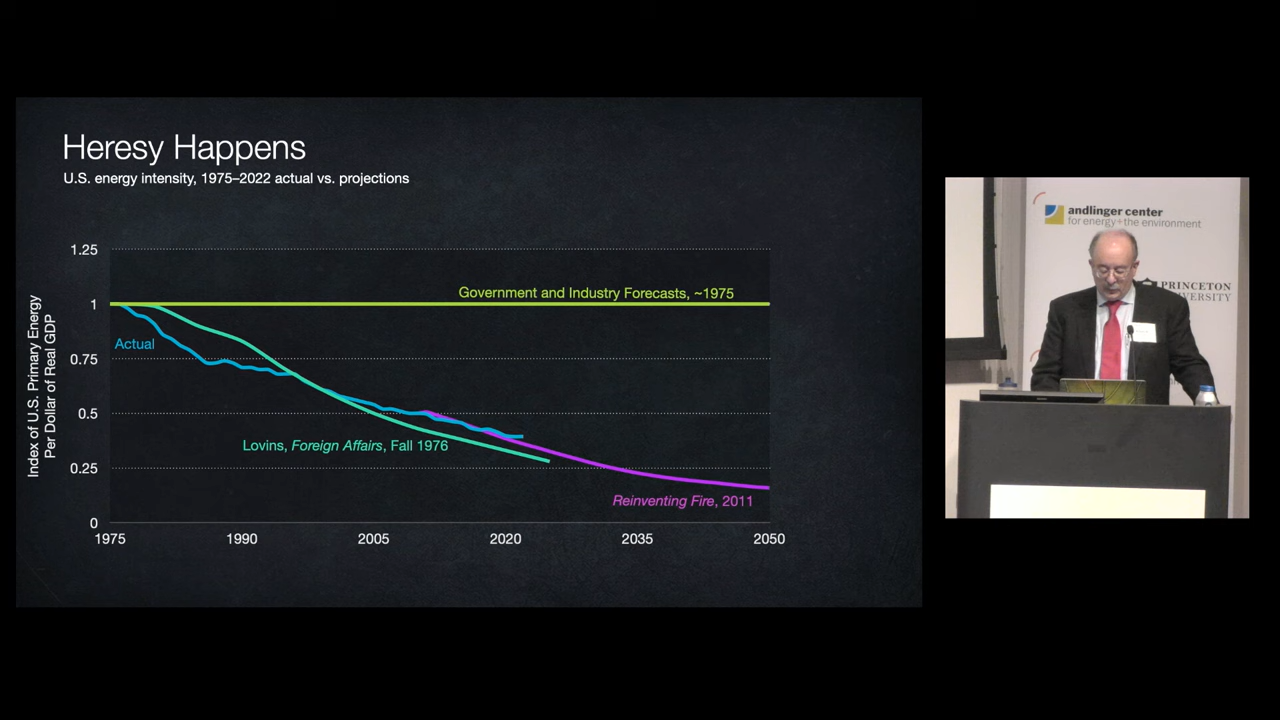 Heresy Happens
U.S. energy intensity, 1975–2022 actual vs. projections
Index of U.S. Primary Energy
Per Dollar of Real GDP
1.25
1
0.75
0.5
0.25
0
1975
1990
2005
2020
2035
2050
Government and Industry Forecasts, ~1975
Actual
Lovins, Foreign Affairs, Fall 1976
Reinventing Fire, 2011
andlinger center
for energy+the environment
PRINCETON